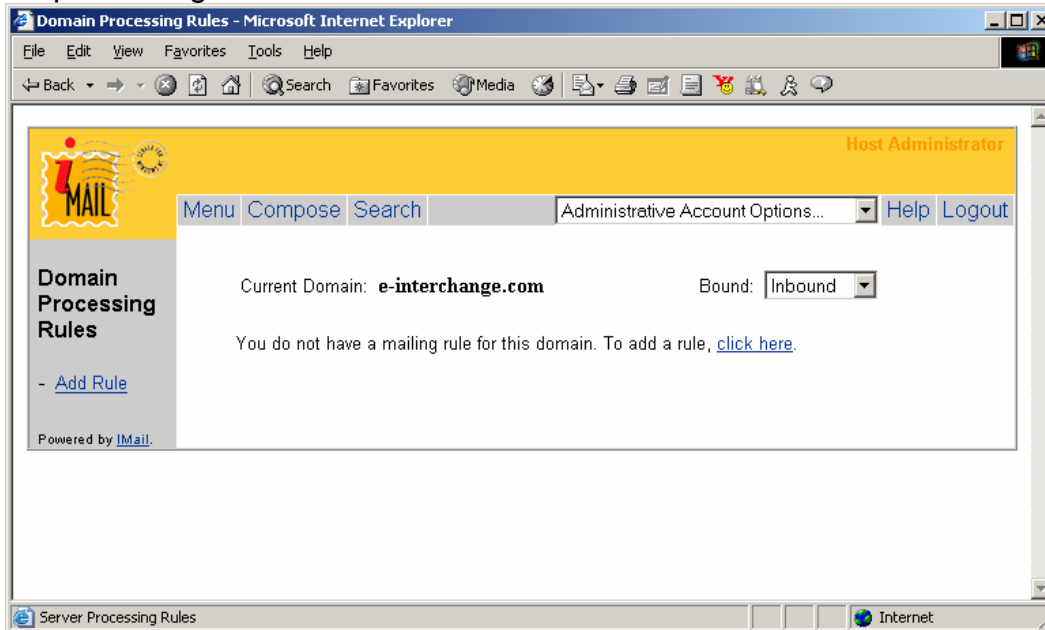 Domain Processing Rules - Microsoft Internet Explorer
File Edit View Favorites Tools Help
Back Search Favorites Media
Host Administrator
iMAIL
Menu Compose Search Administrative Account Options... Help Logout
Domain
Processing
Rules
Current Domain: e-interchange.com Bound: Inbound
You do not have a mailing rule for this domain. To add a rule, click here.
- Add Rule
Powered by IMail.
Server Processing Rules Internet